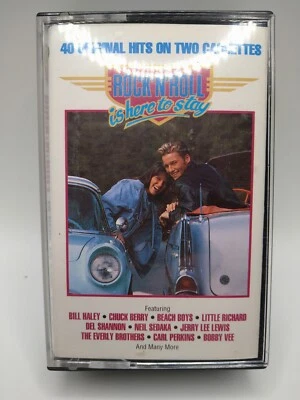 40 ORIGINAL HITS ON TWO CASSETTES
ROCK'N'ROLL
is here to stay
Featuring
BILL HALEY • CHUCK BERRY • BEACH BOYS • LITTLE RICHARD
DEL SHANNON • NEIL SEDAKA • JERRY LEE LEWIS
THE EVERLY BROTHERS • CARL PERKINS • BOBBY VEE
And Many More